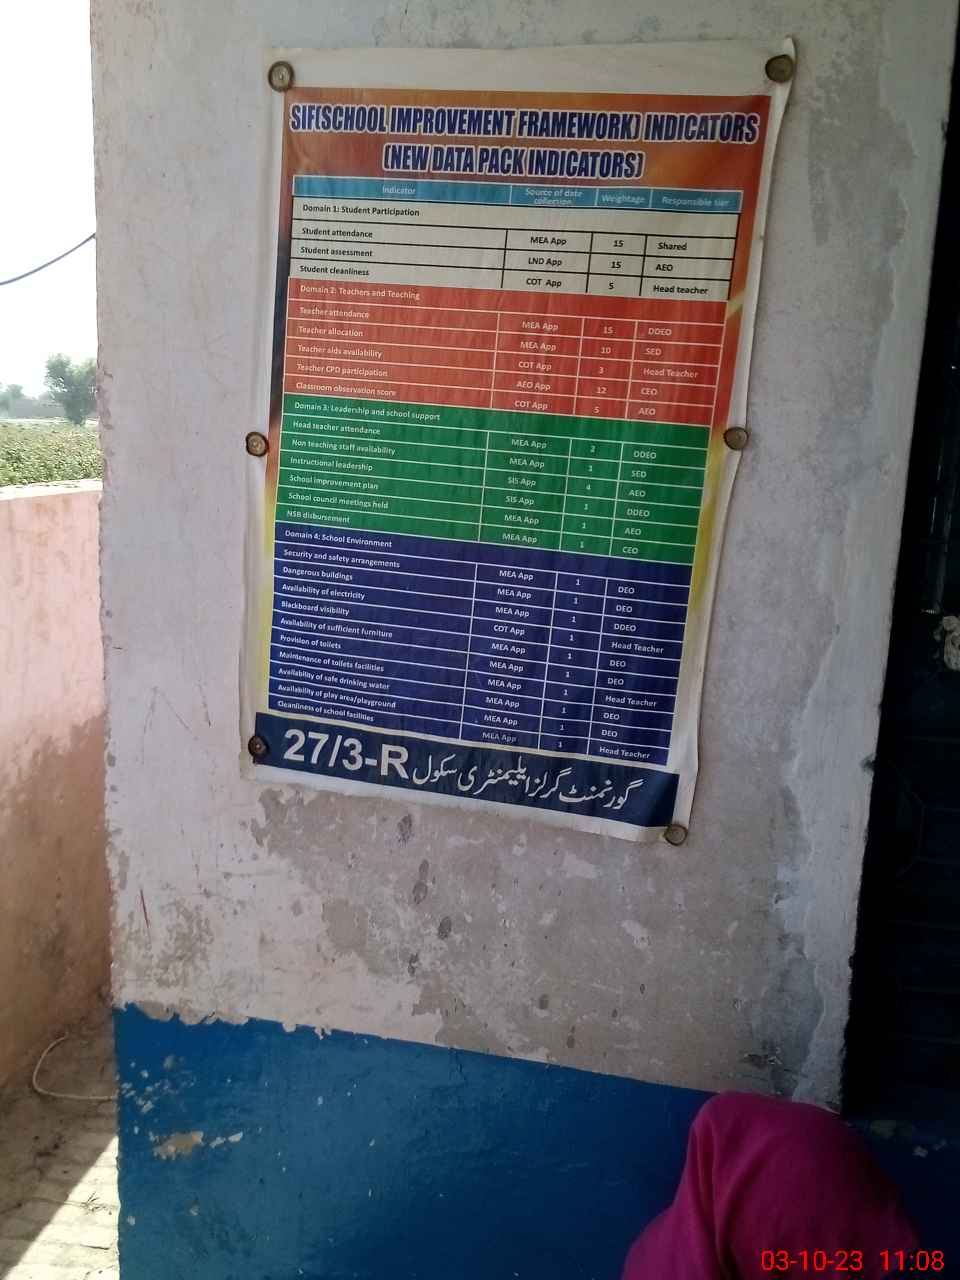 SIF(SCHOOL IMPROVEMENT FRAMEWORK) INDICATORS
(NEW DATA PACK INDICATORS)
Indicator Source of date collection Weightage Responsible tier
Domain 1: Student Participation
Student attendance MEA App 15 Shared
Student assessment LND App 15 AEO
Student cleanliness COT App 5 Head teacher
Domain 2: Teachers and Teaching
Teacher attendance MEA App 15 DDEO
Teacher allocation MEA App 10 SED
Teacher aids availability COT App 3 Head Teacher
Teacher CPD participation AEO App 12 CEO
Classroom observation score COT App 5 AEO
Domain 3: Leadership and school support
Head teacher attendance MEA App 2 DDEO
Non teaching staff availability MEA App 1 SED
Instructional leadership SIS App 4 AEO
School improvement plan SIS App 1 DDEO
School council meetings held MEA App 1 AEO
NSB disbursement MEA App 1 CEO
Domain 4: School Environment
Security and safety arrangements MEA App 1 DEO
Dangerous buildings MEA App 1 DEO
Availability of electricity MEA App 1 DDEO
Blackboard visibility COT App 1 Head Teacher
Availability of sufficient furniture MEA App 1 DEO
Provision of toilets MEA App 1 DEO
Maintenance of toilets facilities MEA App 1 Head Teacher
Availability of safe drinking water MEA App 1 DEO
Availability of play area/playground MEA App 1 DEO
Cleanliness of school facilities MEA App 1 Head Teacher
گورنمنٹ گرلز ایلیمنٹری سکول 27/3-R
03-10-23 11:08